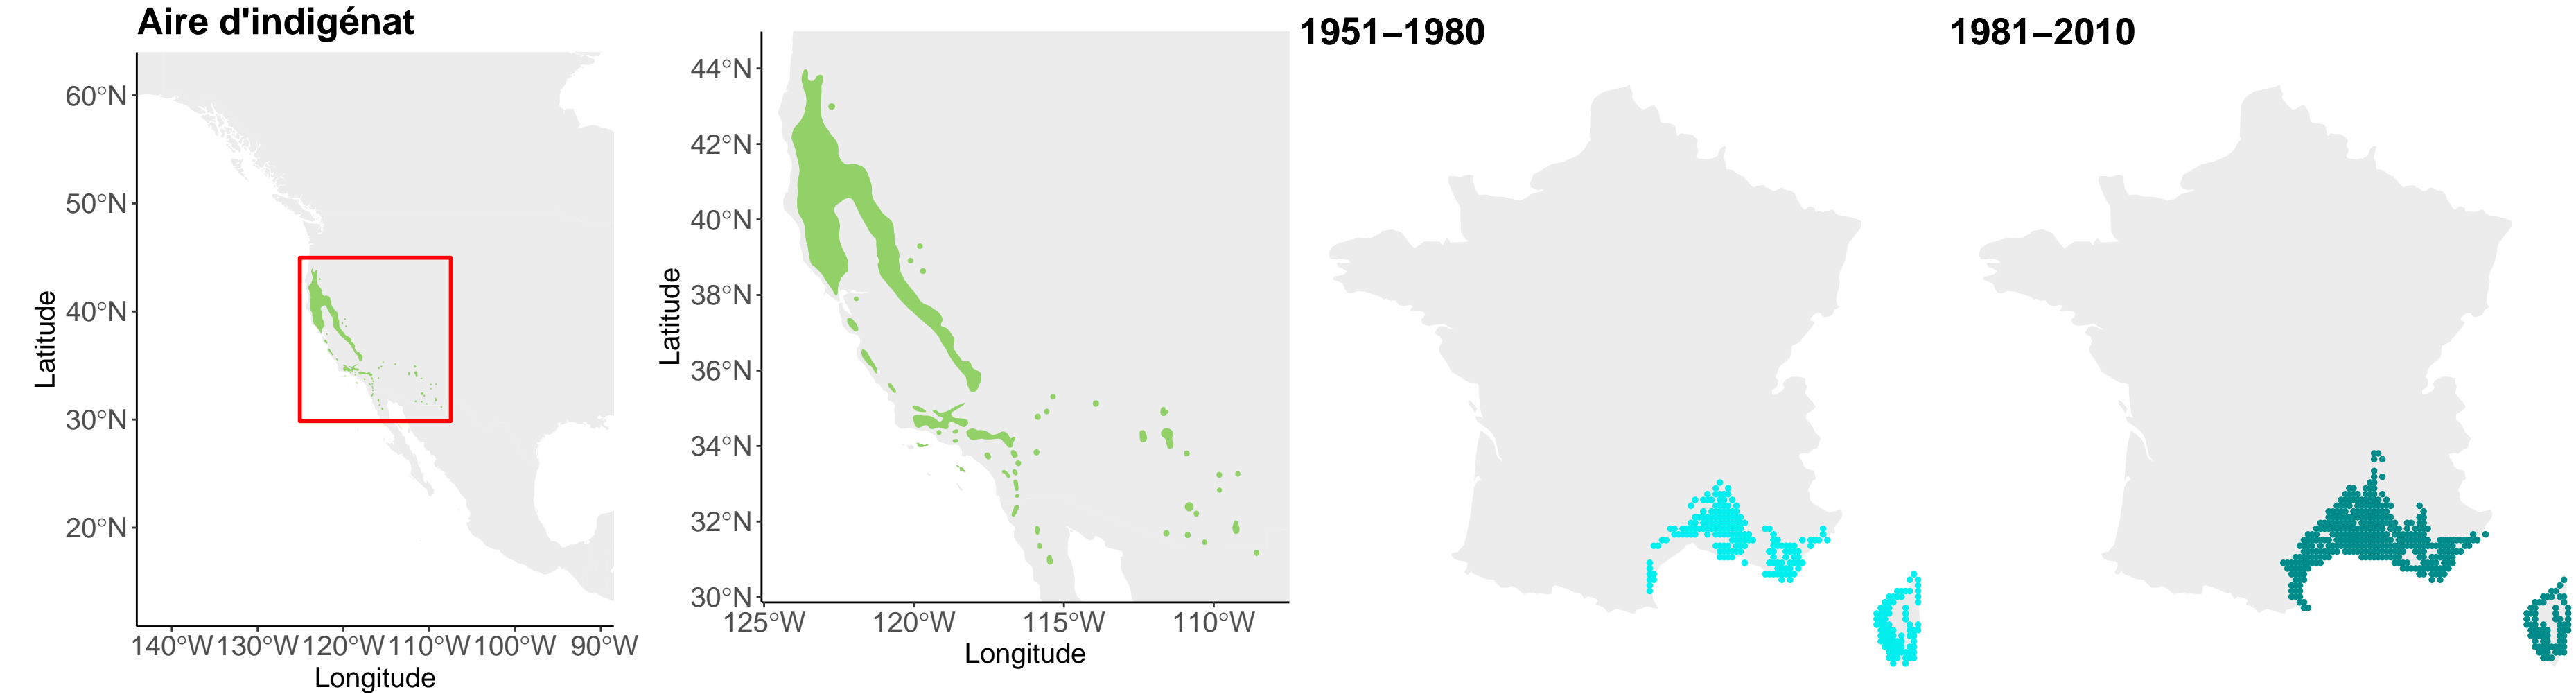 Aire d'indigénat
60°N
50°N
40°N
30°N
20°N
Latitude
140°W 130°W 120°W 110°W 100°W 90°W
Longitude
44°N
42°N
40°N
38°N
36°N
34°N
32°N
30°N
Latitude
125°W 120°W 115°W 110°W
Longitude
1951–1980
1981–2010